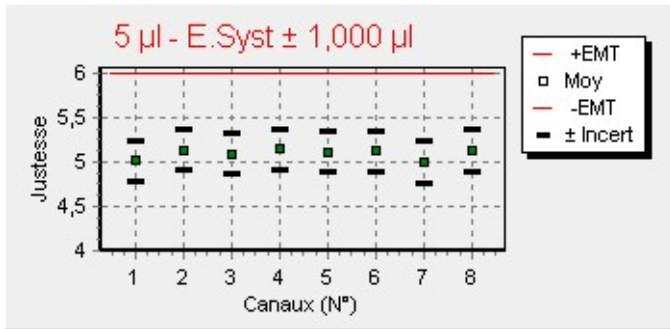 5 µl - E.Syst ± 1,000 µl
+EMT
Moy
-EMT
± Incert
Justesse
6
5,5
5
4,5
4
1 2 3 4 5 6 7 8
Canaux (N°)